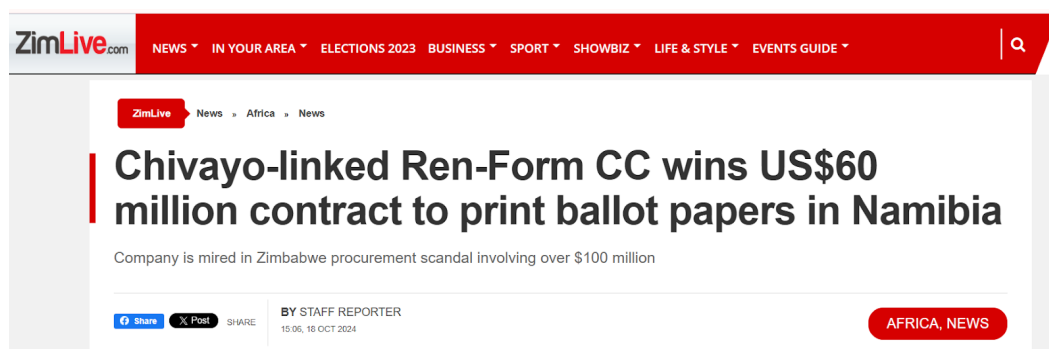 ZimLive.com
NEWS IN YOUR AREA ELECTIONS 2023 BUSINESS SPORT SHOWBIZ LIFE & STYLE EVENTS GUIDE
ZimLive News » Africa » News
Chivayo-linked Ren-Form CC wins US$60
million contract to print ballot papers in Namibia
Company is mired in Zimbabwe procurement scandal involving over $100 million
Share X Post SHARE
BY STAFF REPORTER
15:06, 18 OCT 2024
AFRICA, NEWS